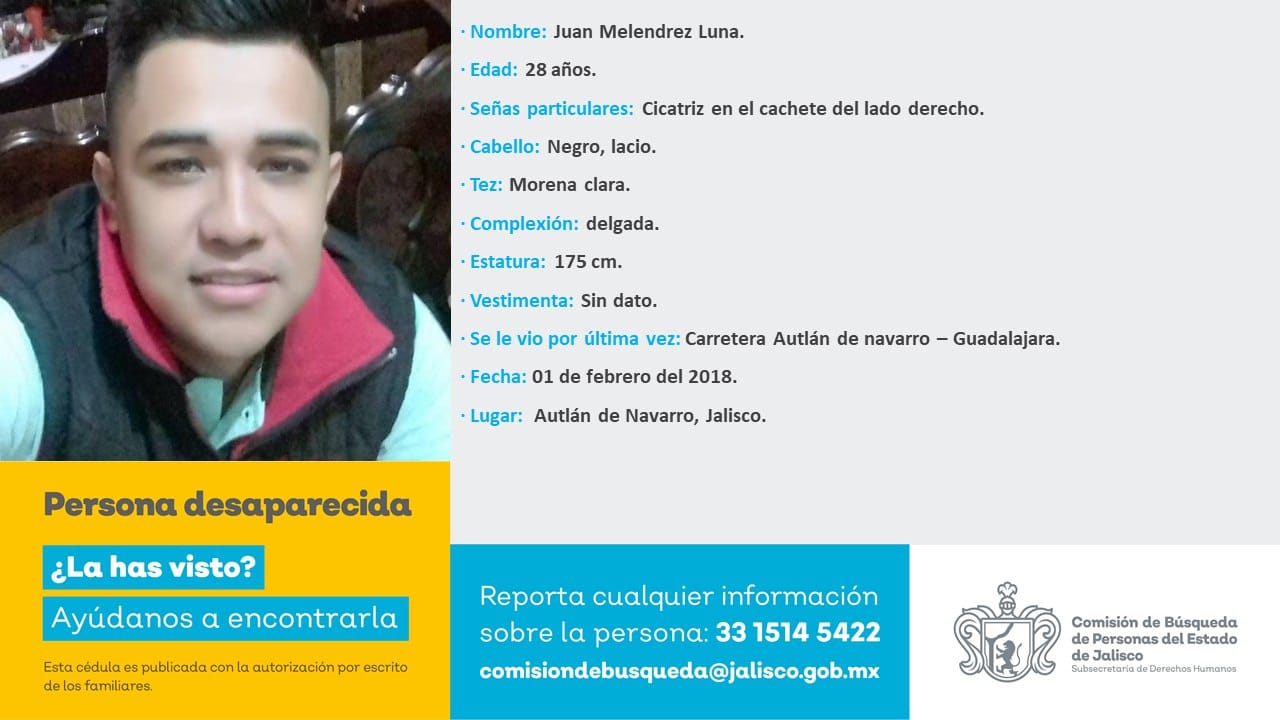 · Nombre: Juan Melendrez Luna.
· Edad: 28 años.
· Señas particulares: Cicatriz en el cachete del lado derecho.
· Cabello: Negro, lacio.
· Tez: Morena clara.
· Complexión: delgada.
· Estatura: 175 cm.
· Vestimenta: Sin dato.
· Se le vio por última vez: Carretera Autlán de navarro – Guadalajara.
· Fecha: 01 de febrero del 2018.
· Lugar: Autlán de Navarro, Jalisco.
Persona desaparecida
¿La has visto?
Ayúdanos a encontrarla
Esta cédula es publicada con la autorización por escrito
de los familiares.
Reporta cualquier información
sobre la persona: 33 1514 5422
comisiondebusqueda@jalisco.gob.mx
Comisión de Búsqueda
de Personas del Estado
de Jalisco
Subsecretaría de Derechos Humanos